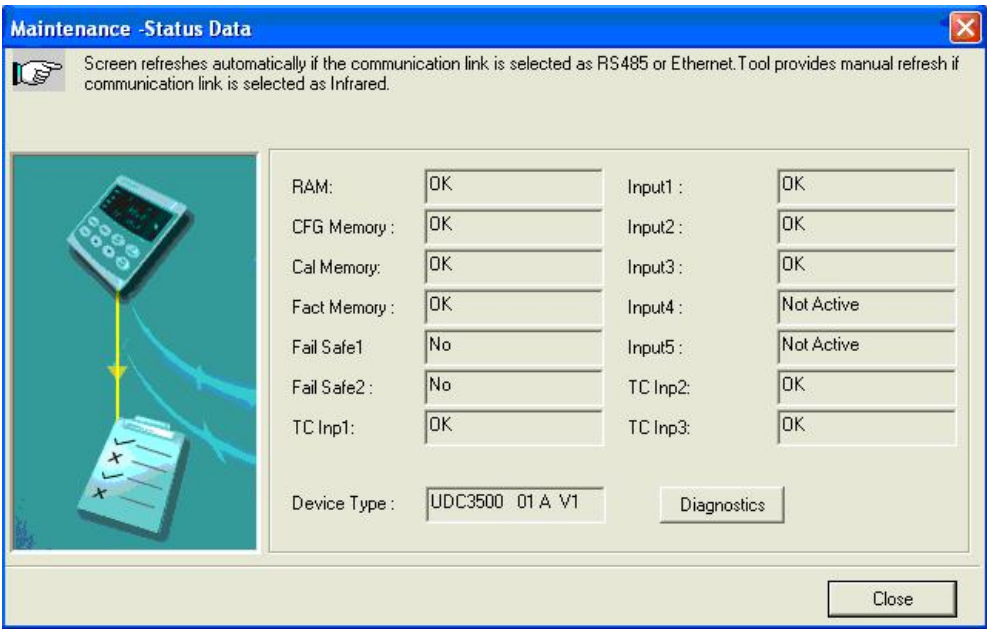 Maintenance -Status Data
Screen refreshes automatically if the communication link is selected as RS485 or Ethernet.Tool provides manual refresh if
communication link is selected as Infrared.
RAM: OK Input1 : OK
CFG Memory : OK Input2 : OK
Cal Memory: OK Input3 : OK
Fact Memory : OK Input4 : Not Active
Fail Safe1 No Input5 : Not Active
Fail Safe2 : No TC Inp2: OK
TC Inp1: OK TC Inp3: OK
Device Type : UDC3500 01 A V1 Diagnostics
Close